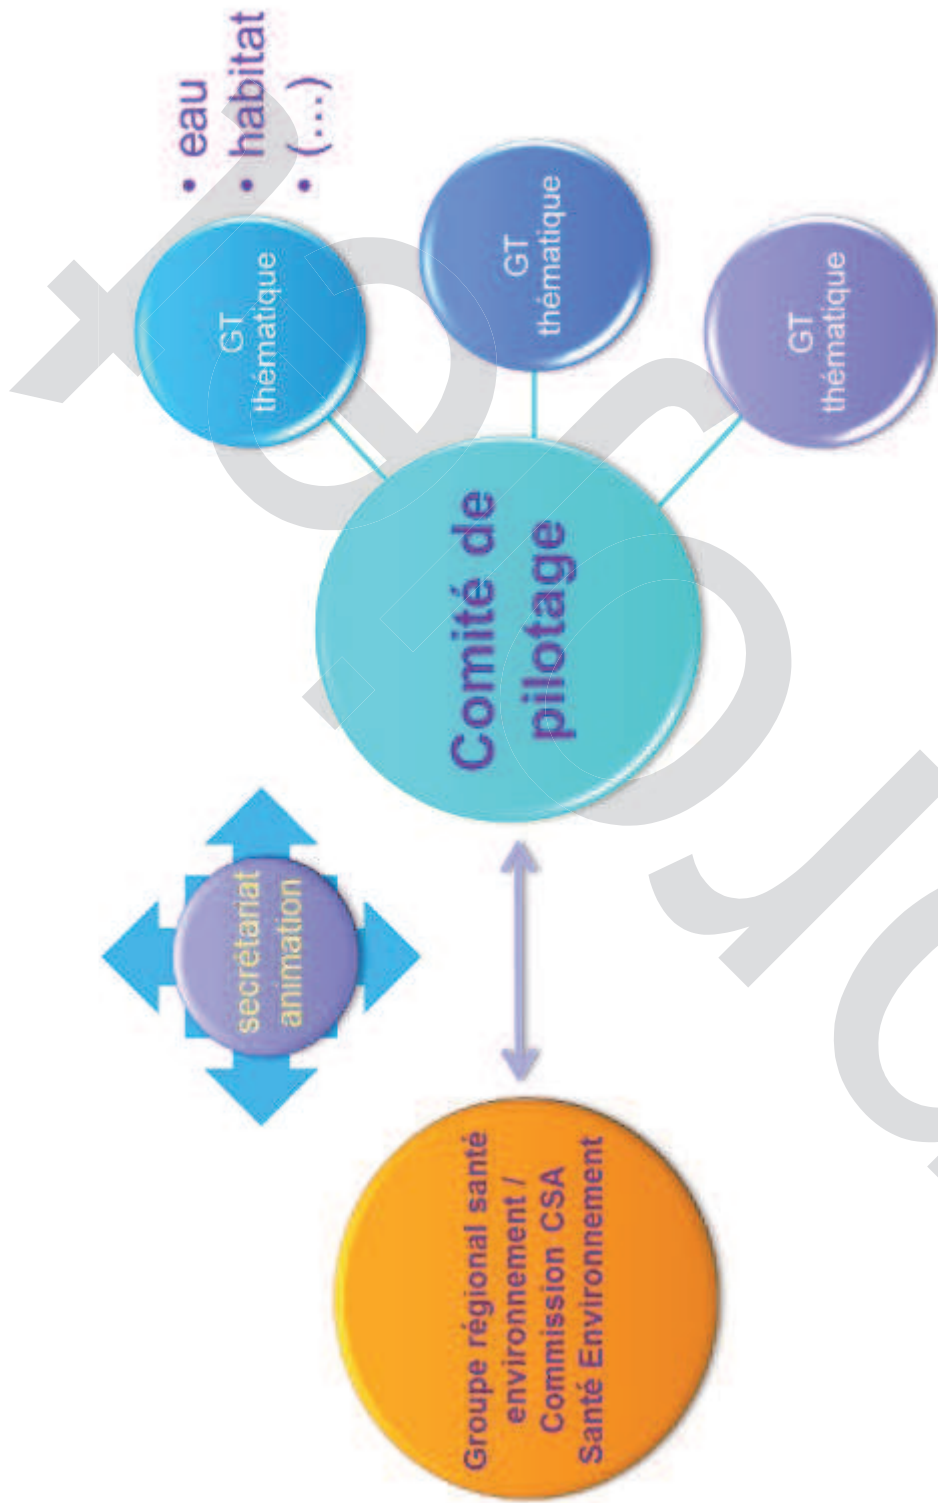 Groupe régional santé
environnement /
Commission CSA
Santé Environnement
secrétariat
animation
Comité de
pilotage
GT
thématique
• eau
• habitat
• (...)
GT
thématique
GT
thématique